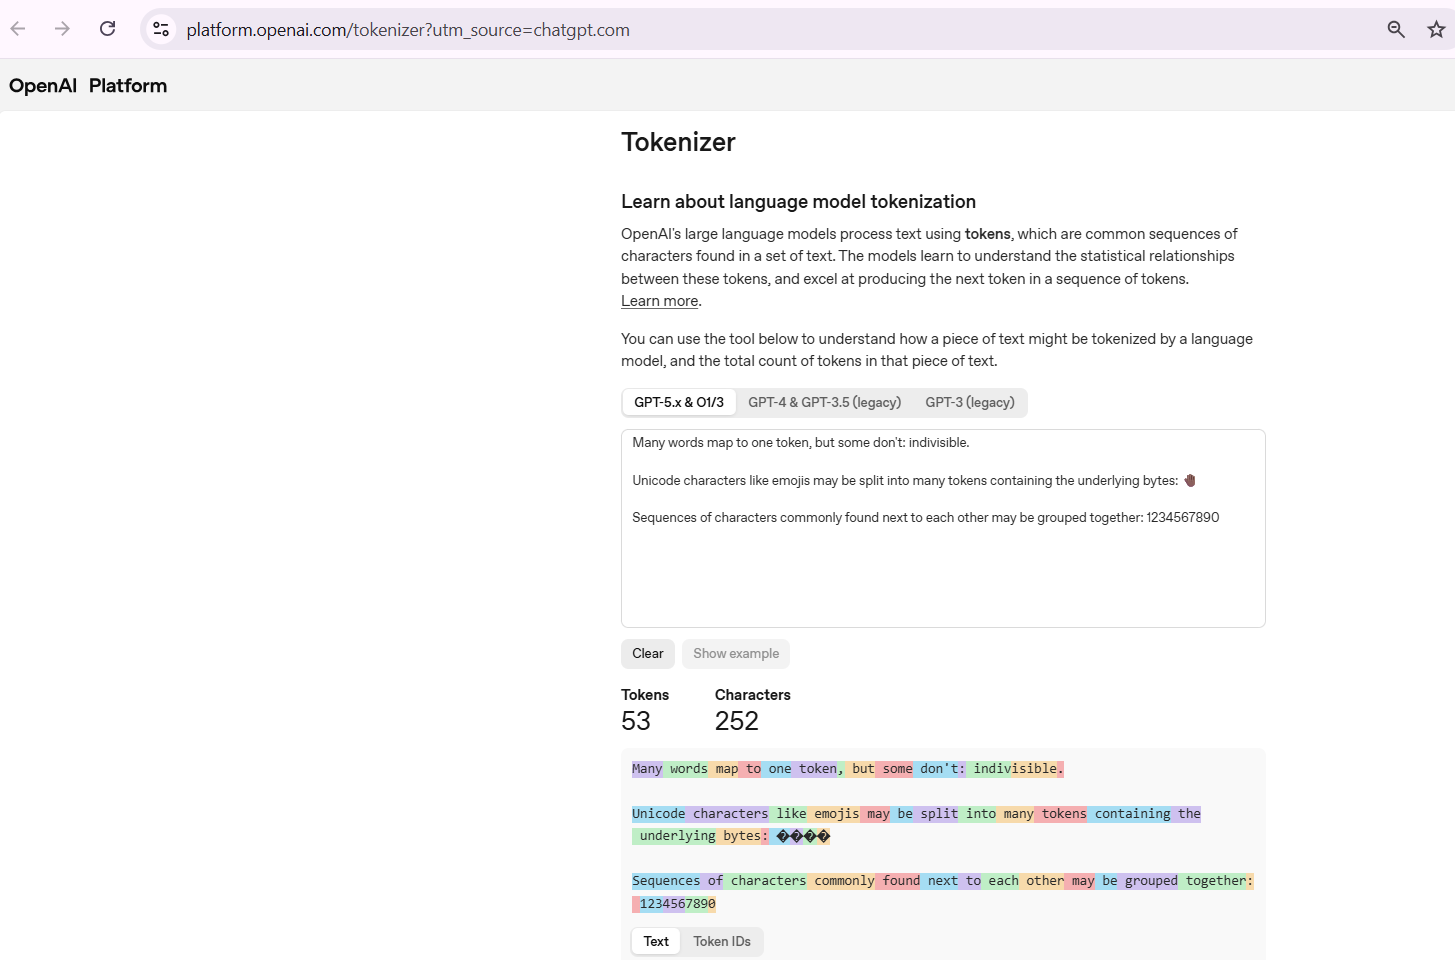 platform.openai.com/tokenizer?utm_source=chatgpt.com
OpenAI Platform
Tokenizer
Learn about language model tokenization
OpenAI's large language models process text using tokens, which are common sequences of
characters found in a set of text. The models learn to understand the statistical relationships
between these tokens, and excel at producing the next token in a sequence of tokens.
Learn more.
You can use the tool below to understand how a piece of text might be tokenized by a language
model, and the total count of tokens in that piece of text.
GPT-5.x & O1/3 GPT-4 & GPT-3.5 (legacy) GPT-3 (legacy)
Many words map to one token, but some don't: indivisible.
Unicode characters like emojis may be split into many tokens containing the underlying bytes: 🤚🏾
Sequences of characters commonly found next to each other may be grouped together: 1234567890
Clear Show example
Tokens Characters
53 252
Many words map to one token, but some don't: indivisible.
Unicode characters like emojis may be split into many tokens containing the
underlying bytes: ����
Sequences of characters commonly found next to each other may be grouped together:
1234567890
Text Token IDs